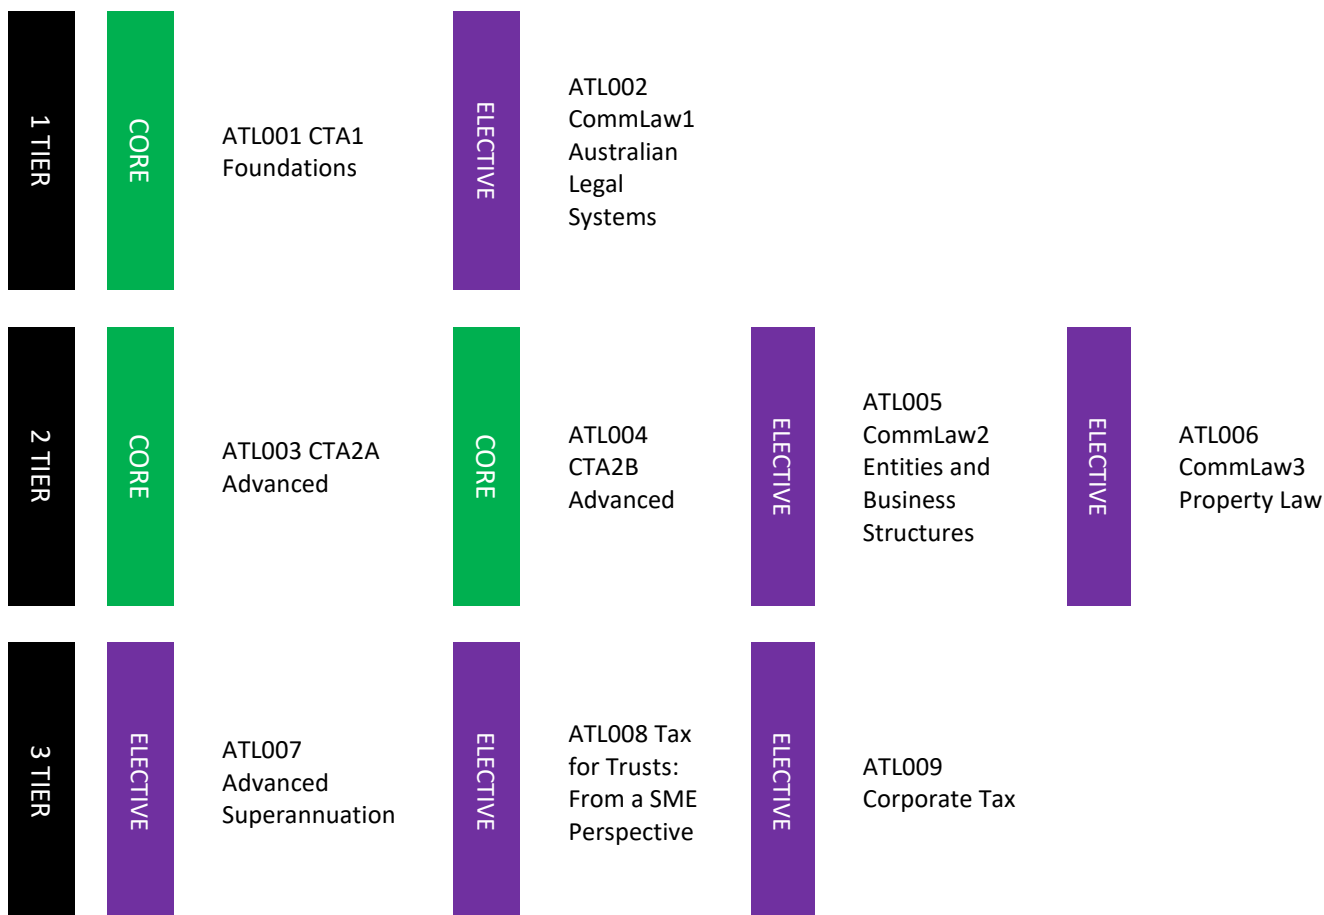 1 TIER
CORE
ATL001 CTA1
Foundations
ELECTIVE
ATL002
CommLaw1
Australian
Legal
Systems
2 TIER
CORE
ATL003 CTA2A
Advanced
CORE
ATL004
CTA2B
Advanced
ELECTIVE
ATL005
CommLaw2
Entities and
Business
Structures
ELECTIVE
ATL006
CommLaw3
Property Law
3 TIER
ELECTIVE
ATL007
Advanced
Superannuation
ELECTIVE
ATL008 Tax
for Trusts:
From a SME
Perspective
ELECTIVE
ATL009
Corporate Tax